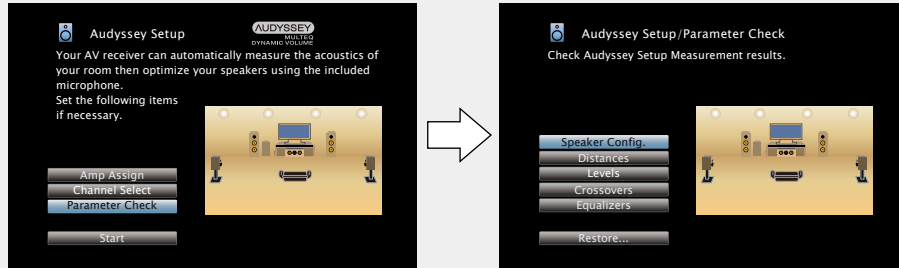 Audyssey Setup
AUDYSSEY
MULTEQ
DYNAMIC VOLUME
Your AV receiver can automatically measure the acoustics of
your room then optimize your speakers using the included
microphone.
Set the following items
if necessary.
Amp Assign
Channel Select
Parameter Check
Start
Audyssey Setup/Parameter Check
Check Audyssey Setup Measurement results.
Speaker Config.
Distances
Levels
Crossovers
Equalizers
Restore...